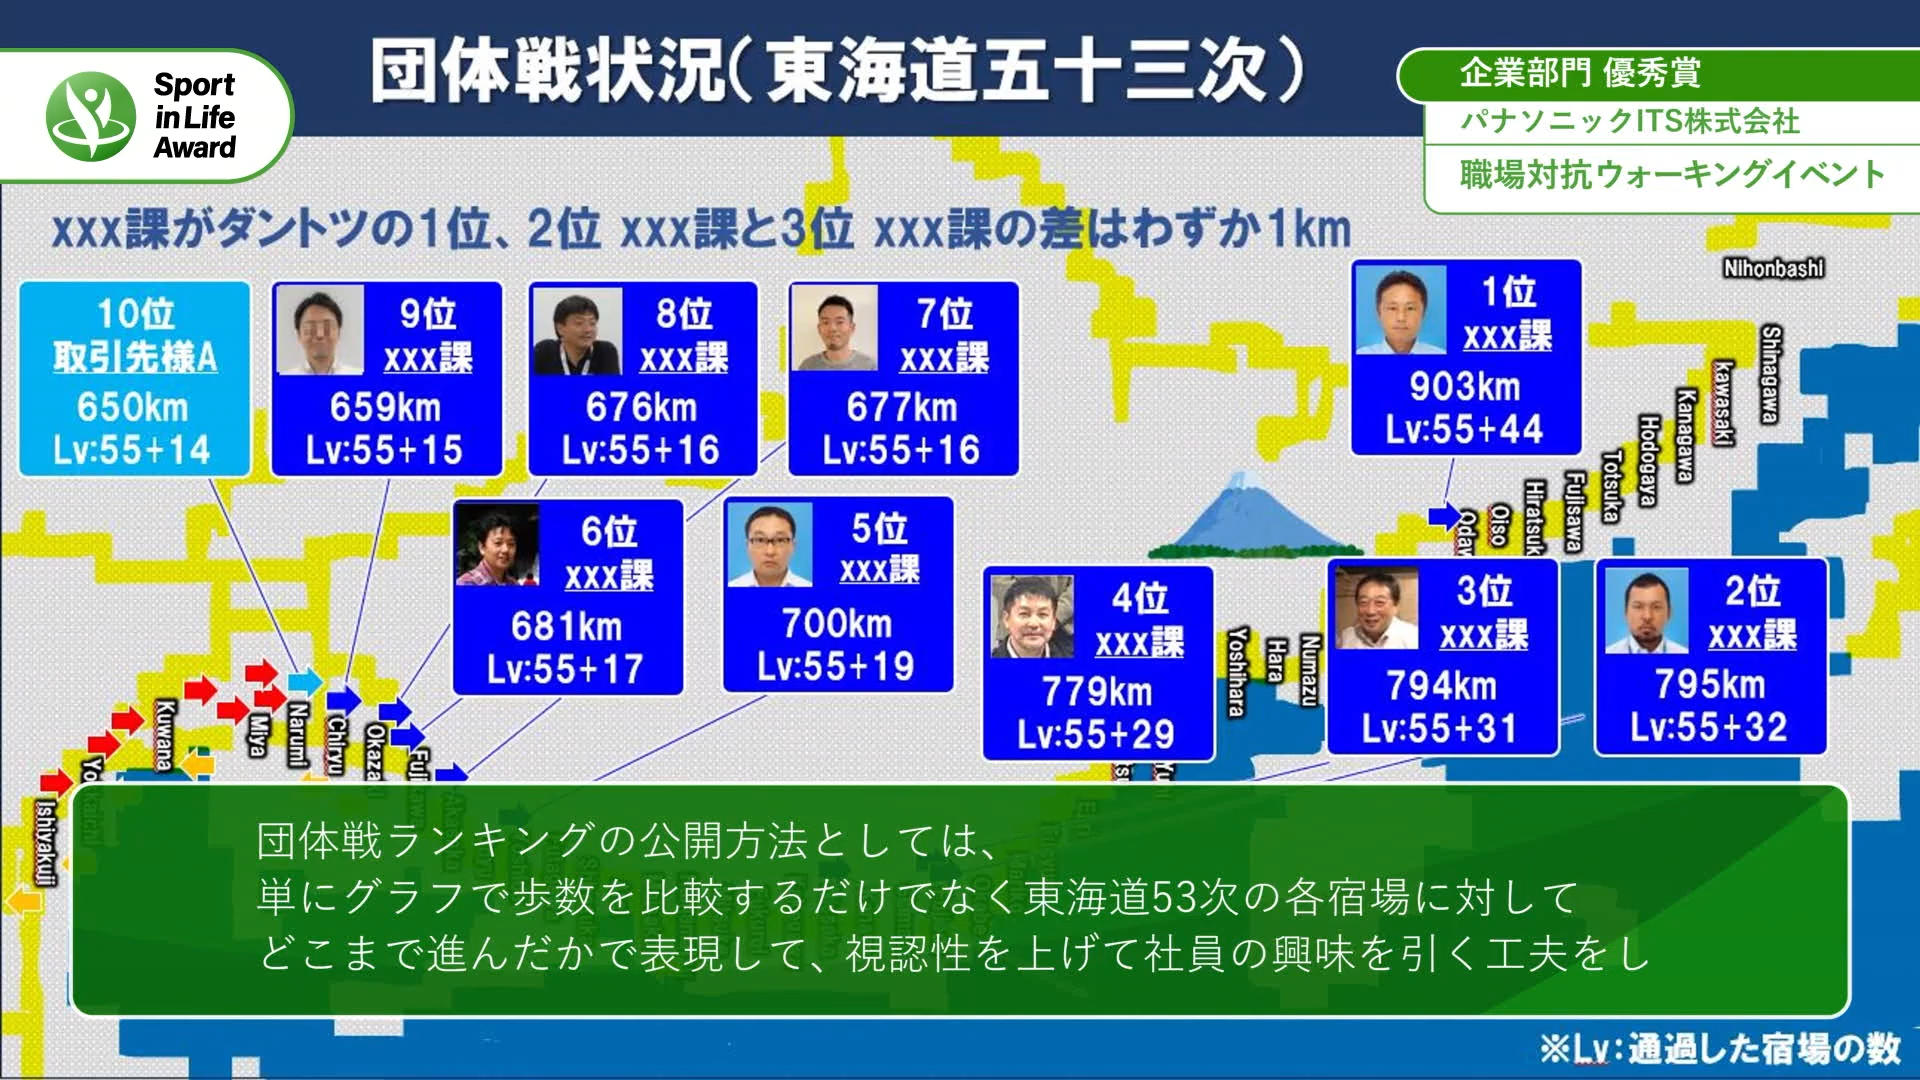 団体戦状況(東海道五十三次)
Sport
in Life
Award
企業部門 優秀賞
パナソニックITS株式会社
職場対抗ウォーキングイベント
xxx課がダントツの1位、2位 xxx課と3位 xxx課の差はわずか1km
10位
取引先様A
650km
Lv:55+14
9位
xxx課
659km
Lv:55+15
8位
xxx課
676km
Lv:55+16
7位
xxx課
677km
Lv:55+16
1位
xxx課
903km
Lv:55+44
6位
xxx課
681km
Lv:55+17
5位
xxx課
700km
Lv:55+19
4位
xxx課
779km
Lv:55+29
3位
xxx課
794km
Lv:55+31
2位
xxx課
795km
Lv:55+32
Nihonbashi
Shinagawa
kawasaki
Kanagawa
Hodogaya
Totsuka
Fujisawa
Hiratsuk
Oiso
Numazu
Hara
Yoshihara
Chiryu
Narumi
Miya
Kuwana
Ishiyakuji
団体戦ランキングの公開方法としては、
単にグラフで歩数を比較するだけでなく東海道53次の各宿場に対して
どこまで進んだかで表現して、視認性を上げて社員の興味を引く工夫をし
※Lv:通過した宿場の数